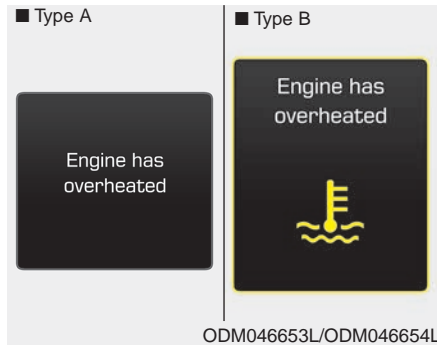 ■ Type A
Engine has
overheated
■ Type B
Engine has
overheated
ODM046653L/ODM046654L